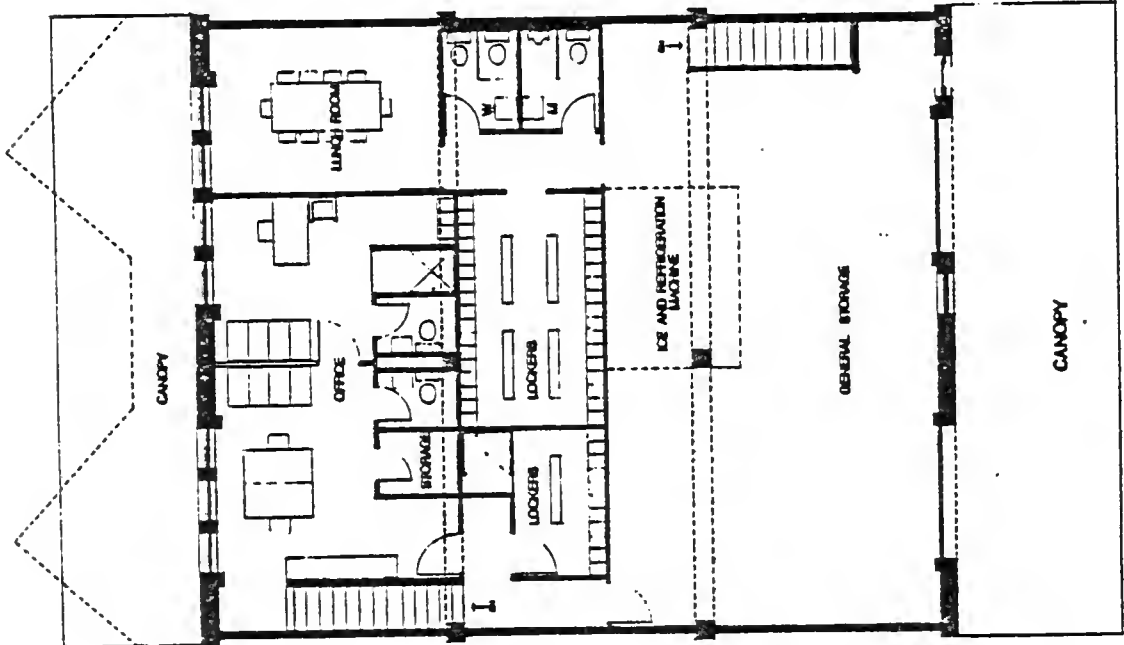 CANOPY
OFFICE
LUNCH ROOM
STORAGE
W
M
LOCKERS
LOCKERS
ICE AND REFRIGERATION
MACHINE
GENERAL STORAGE
CANOPY